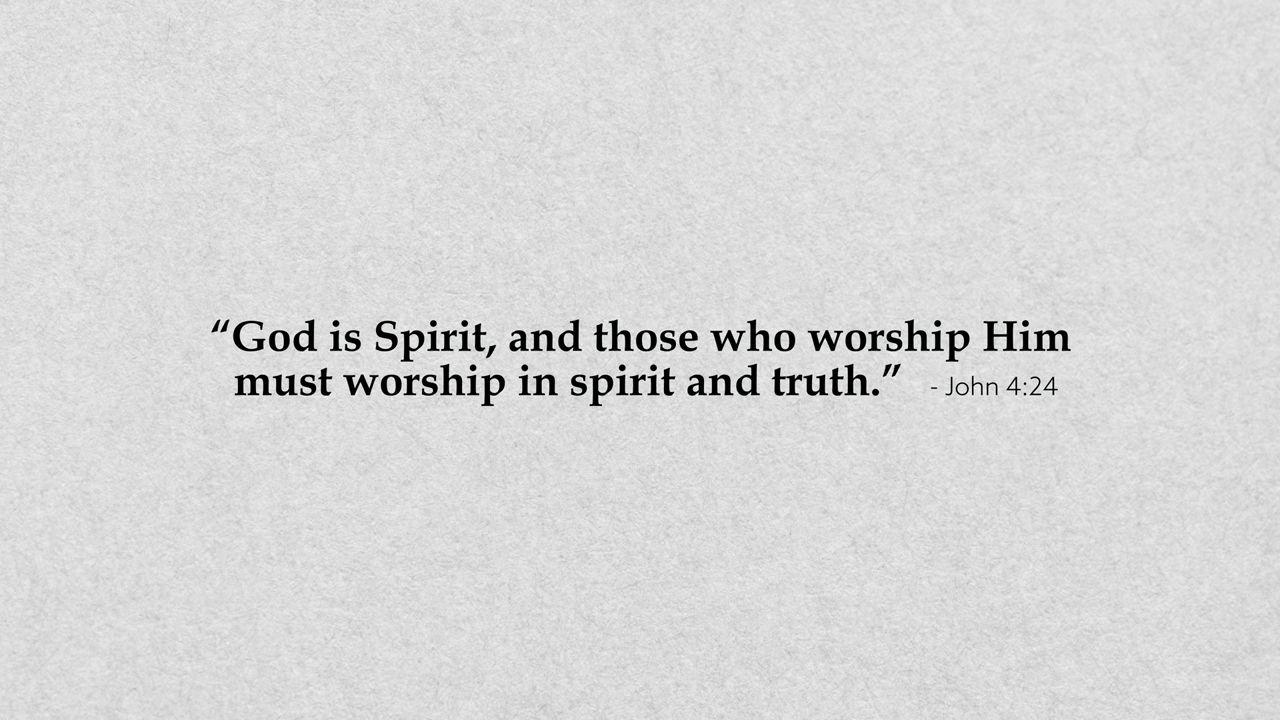 “God is Spirit, and those who worship Him
must worship in spirit and truth.” - John 4:24